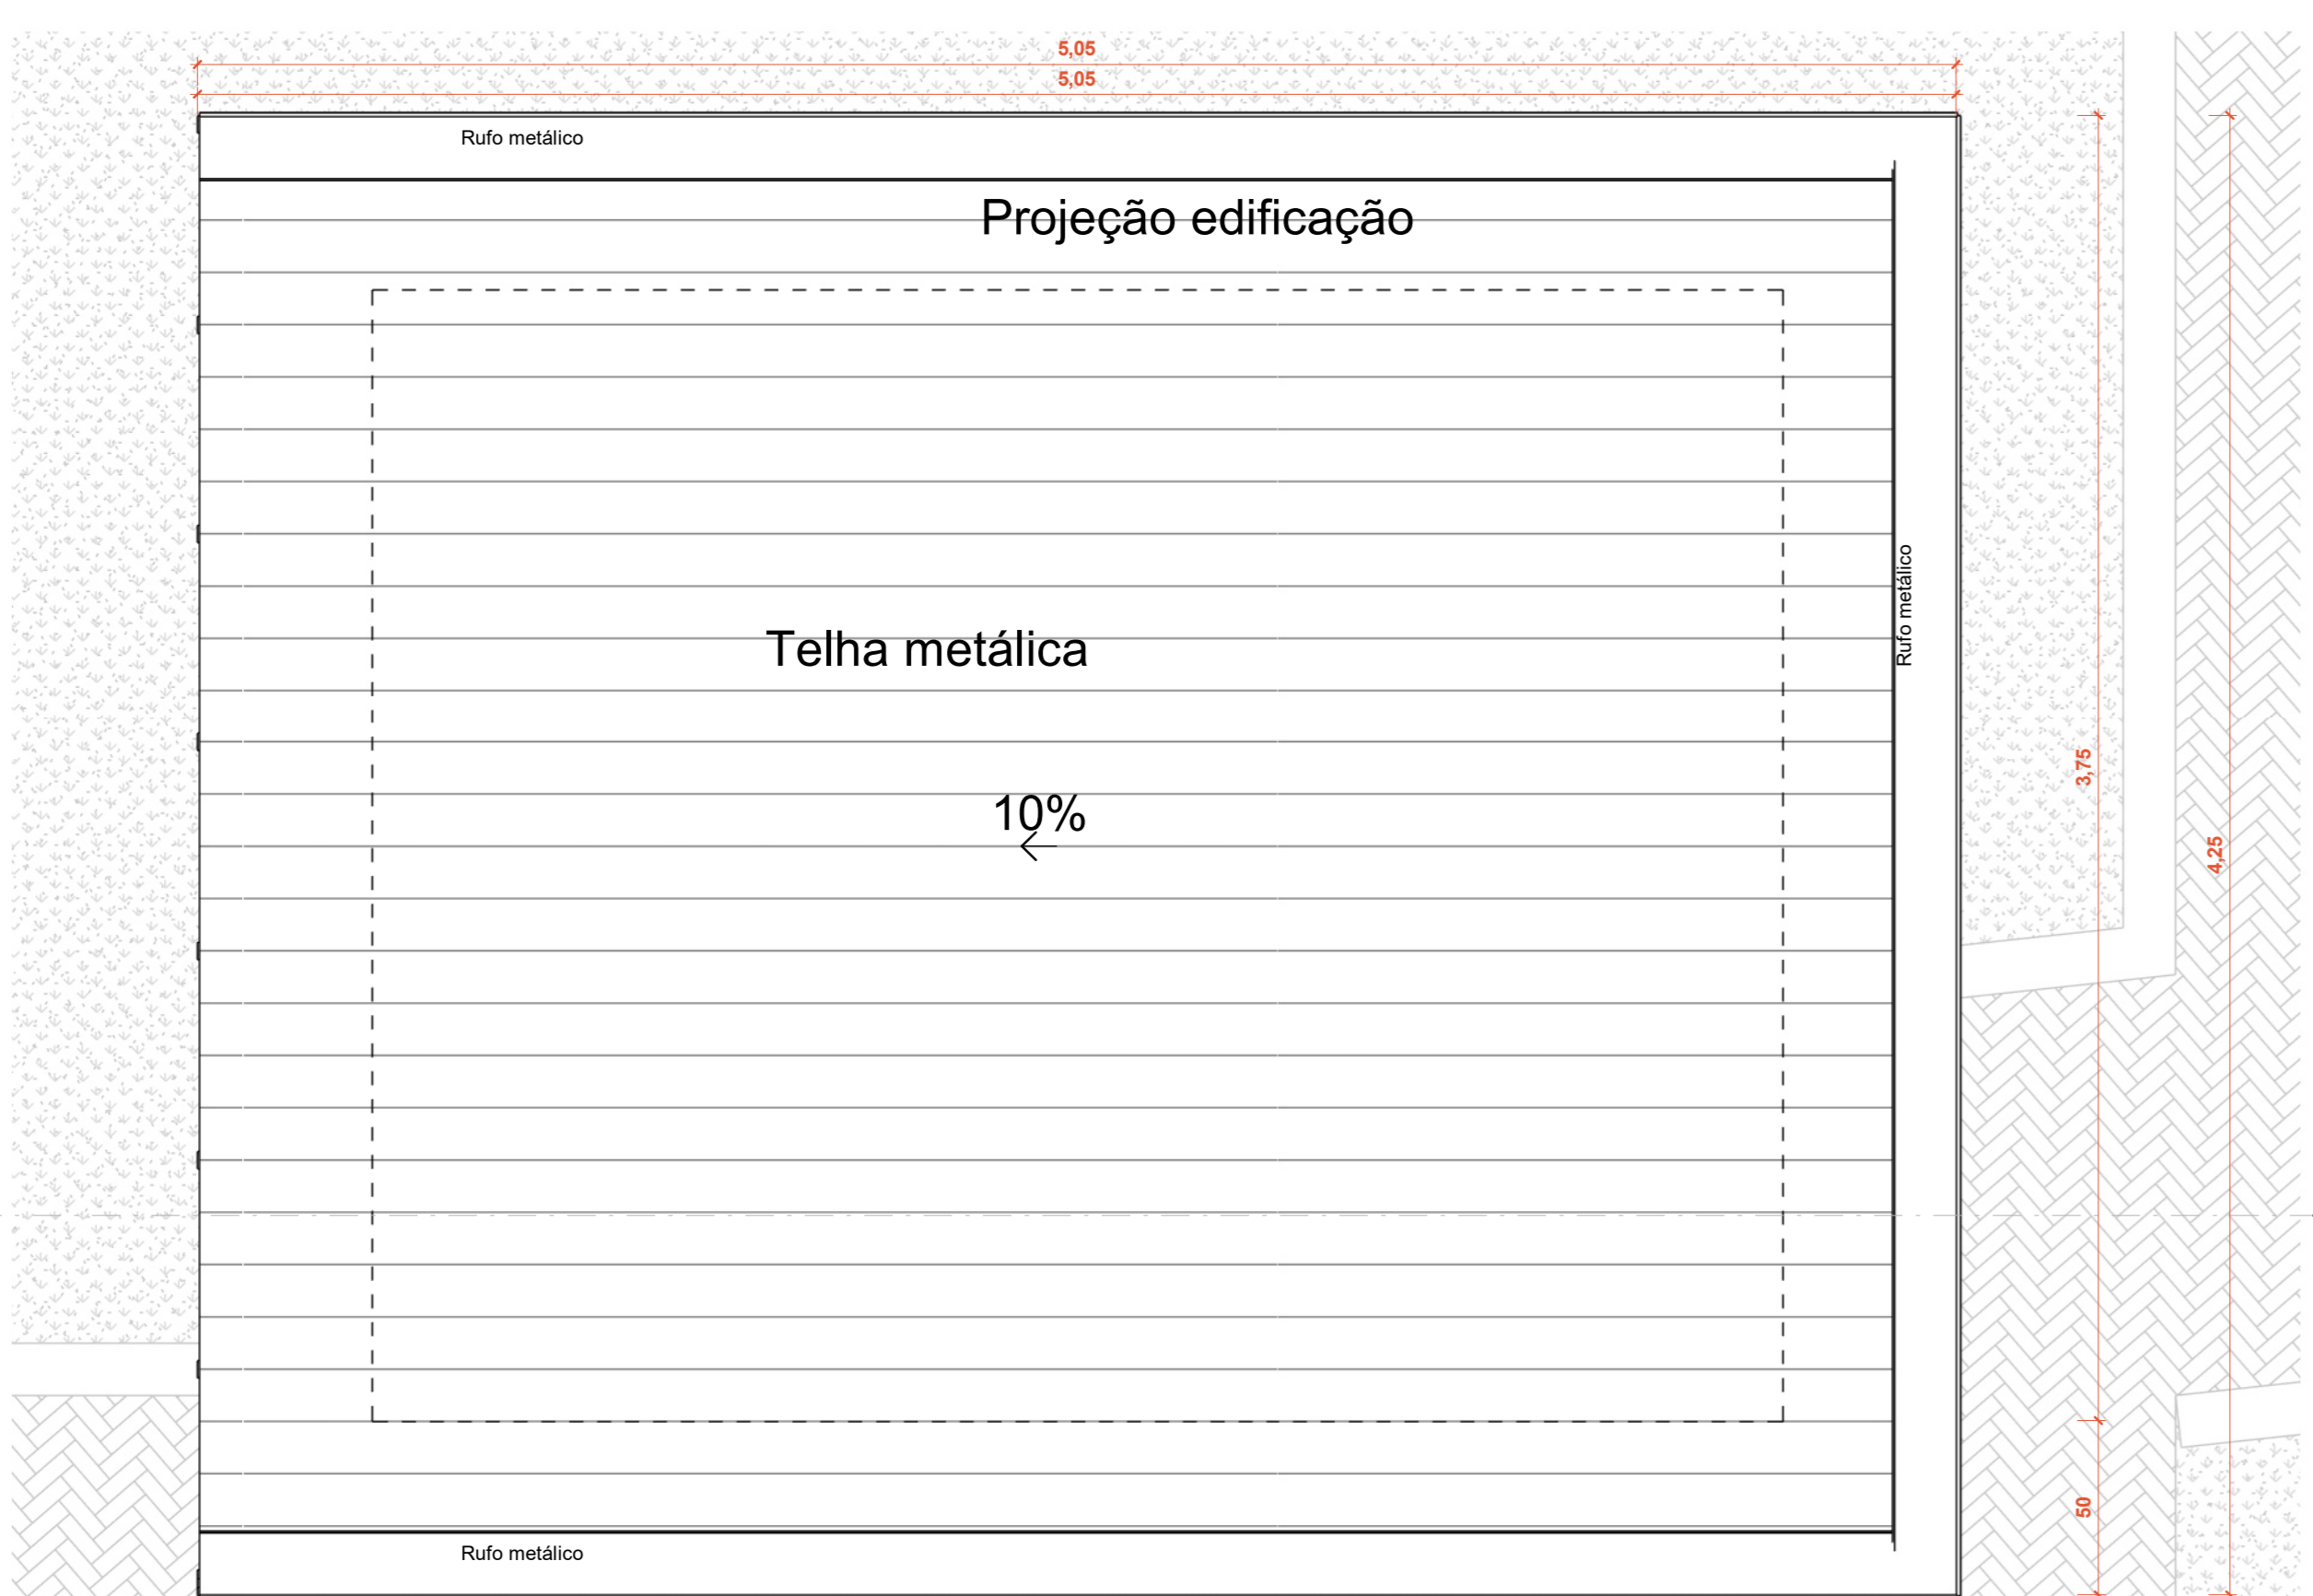 5,05
5,05
Rufo metálico
Projeção edificação
Rufo metálico
Telha metálica
3,75
10%
4,25
50
Rufo metálico